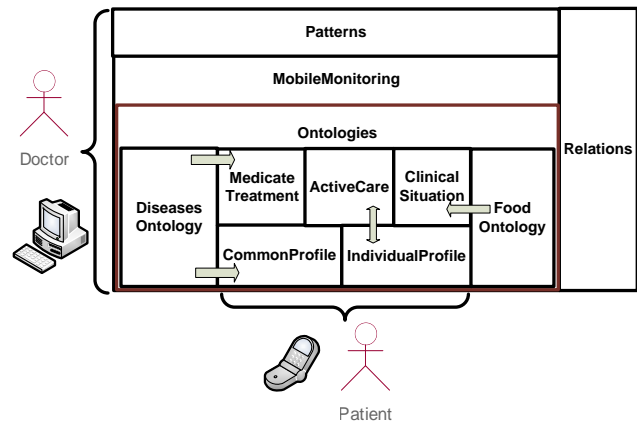 Patterns
MobileMonitoring
Ontologies
Relations
Doctor
Diseases
Ontology
Medicate
Treatment
ActiveCare
Clinical
Situation
Food
Ontology
CommonProfile
IndividualProfile
Patient